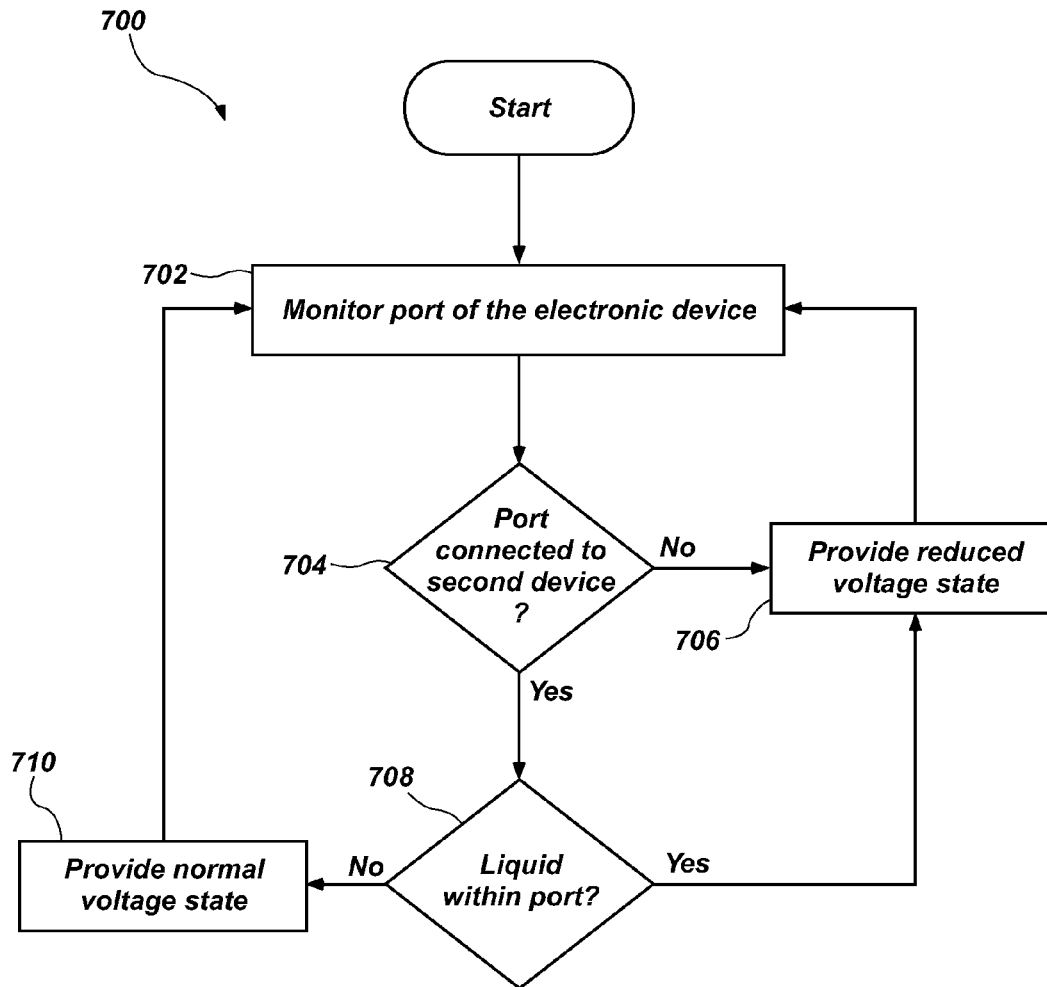 700
Start
702
Monitor port of the electronic device
Port
connected to
second device
?
704
No
Provide reduced
voltage state
706
Yes
710
708
Provide normal
voltage state
No
Liquid
within port?
Yes